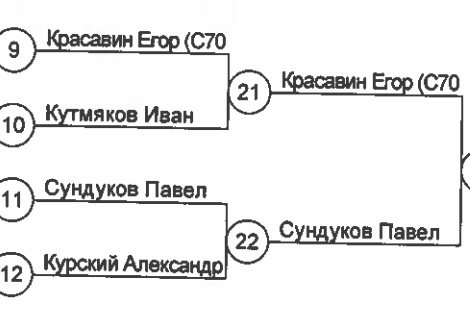 9 Красавин Егор (С70
21 Красавин Егор (С70
10 Кутмяков Иван
11 Сундуков Павел
22 Сундуков Павел
12 Курский Александр